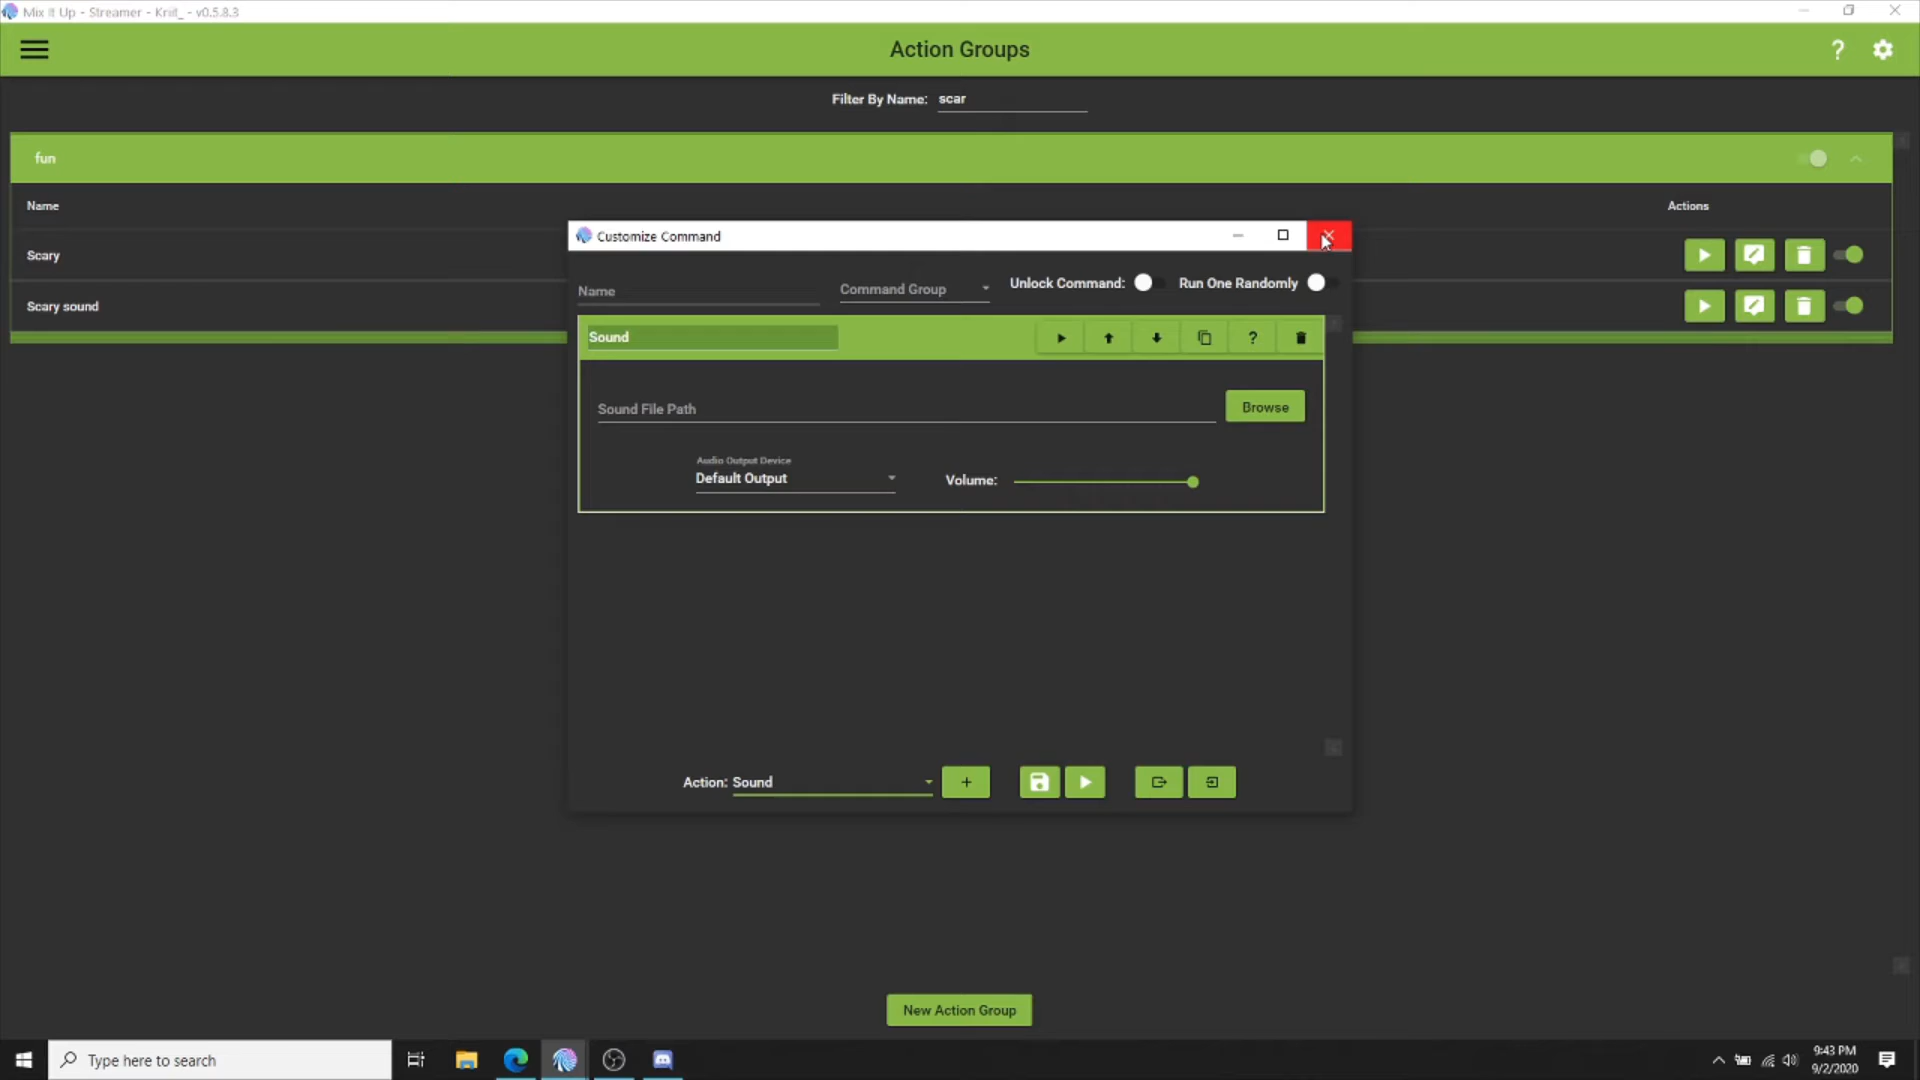 Mix It Up - Streamer - Kriit_ - v0.5.8.3
Action Groups
?
Filter By Name: scar
fun
Name Actions
Scary
Scary sound
Customize Command
Name
Command Group
Unlock Command:
Run One Randomly
Sound
?
Sound File Path
Browse
Audio Output Device
Default Output
Volume:
Action: Sound
+
New Action Group
Type here to search
9:43 PM
9/2/2020